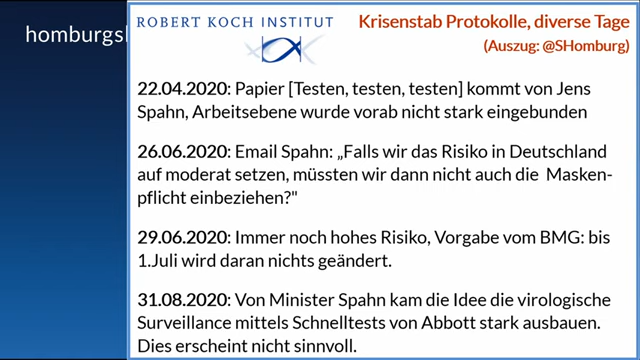 homburgs
ROBERT KOCH INSTITUT
Krisenstab Protokolle, diverse Tage
(Auszug: @SHomburg)
22.04.2020: Papier [Testen, testen, testen] kommt von Jens
Spahn, Arbeitsebene wurde vorab nicht stark eingebunden
26.06.2020: Email Spahn: „Falls wir das Risiko in Deutschland
auf moderat setzen, müssten wir dann nicht auch die Masken-
pflicht einbeziehen?"
29.06.2020: Immer noch hohes Risiko, Vorgabe vom BMG: bis
1.Juli wird daran nichts geändert.
31.08.2020: Von Minister Spahn kam die Idee die virologische
Surveillance mittels Schnelltests von Abbott stark ausbauen.
Dies erscheint nicht sinnvoll.